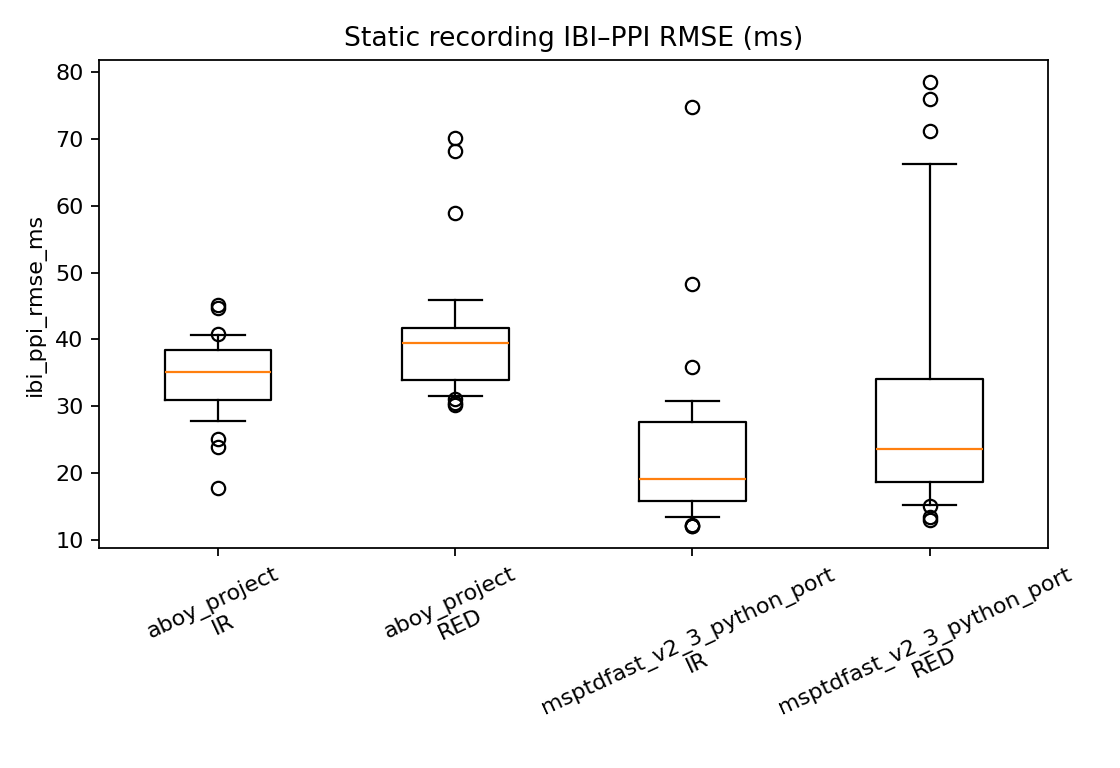 Static recording IBI–PPI RMSE (ms)
ibi_ppi_rmse_ms
80
70
60
50
40
30
20
10
aboy_project
IR
aboy_project
RED
msptdfast_v2_3_python_port
IR
msptdfast_v2_3_python_port
RED